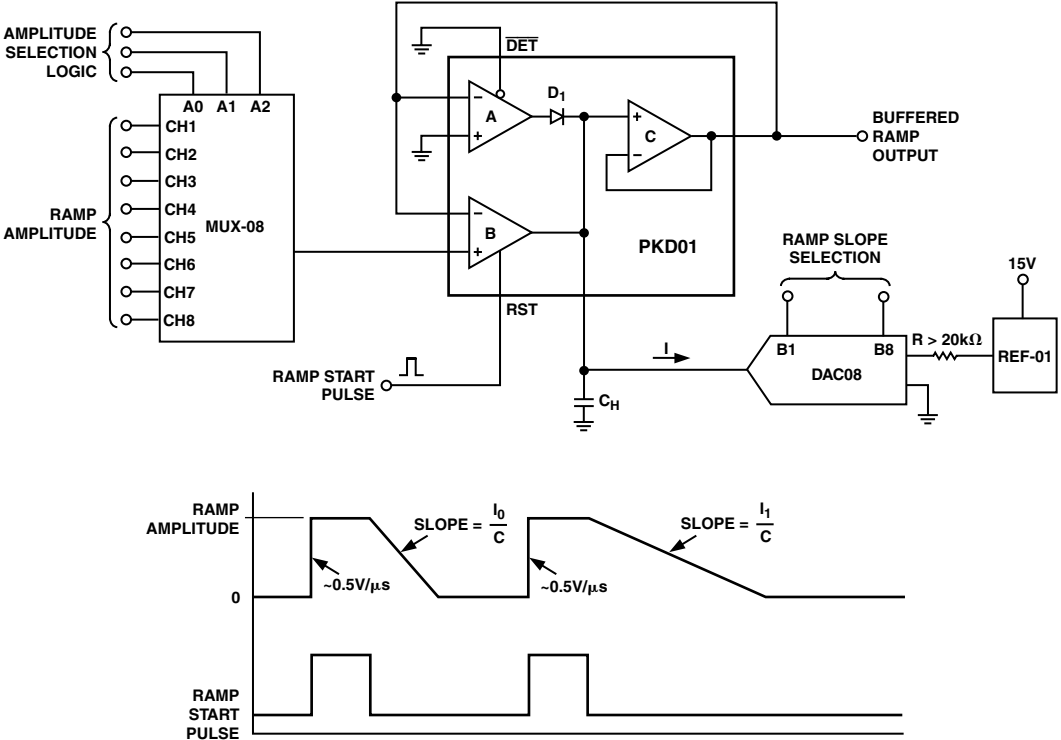 AMPLITUDE
SELECTION
LOGIC
A0 A1 A2
CH1
CH2
CH3
CH4
CH5
CH6
CH7
CH8
RAMP
AMPLITUDE
MUX-08
DET
A
− +
D1
B
− +
C
+ −
PKD01
RST
BUFFERED
RAMP
OUTPUT
RAMP START
PULSE
I
CH
RAMP SLOPE
SELECTION
B1 B8
DAC08
R > 20kΩ
15V
REF-01
RAMP
AMPLITUDE
0
~0.5V/μs
SLOPE = I0/C
~0.5V/μs
SLOPE = I1/C
RAMP
START
PULSE